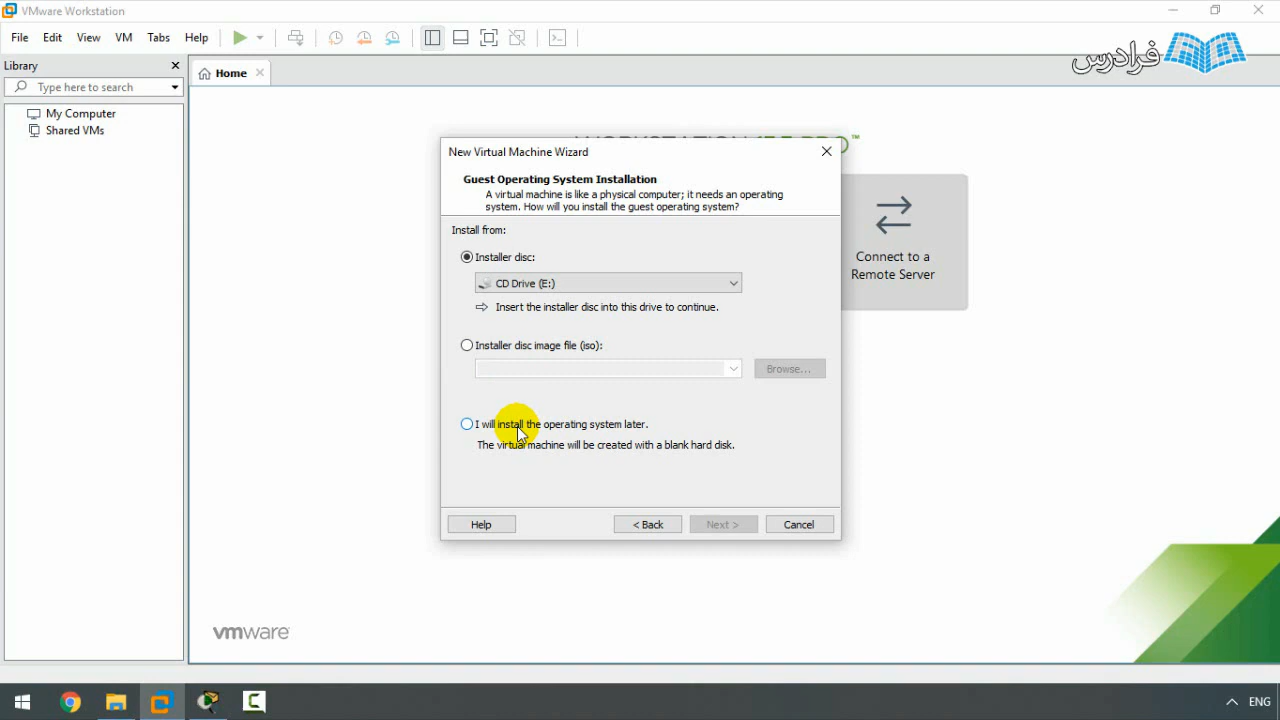 VMware Workstation
File Edit View VM Tabs Help
فرادرس
Library
Type here to search
My Computer
Shared VMs
Home
WORKSTATION 15.5 PRO™
New Virtual Machine Wizard
Guest Operating System Installation
A virtual machine is like a physical computer; it needs an operating
system. How will you install the guest operating system?
Install from:
Installer disc:
CD Drive (E:)
Insert the installer disc into this drive to continue.
Installer disc image file (iso):
Browse...
I will install the operating system later.
The virtual machine will be created with a blank hard disk.
Help
< Back
Next >
Cancel
Connect to a
Remote Server
vmware
ENG